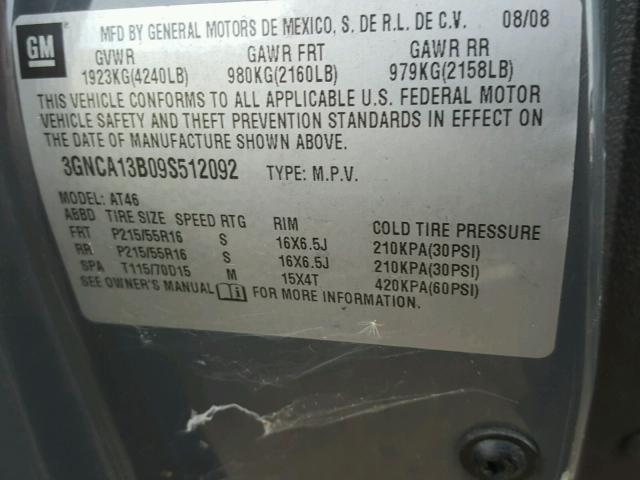 GM
MFD BY GENERAL MOTORS DE MEXICO, S. DE R.L. DE C.V. 08/08
GVWR GAWR FRT GAWR RR
1923KG(4240LB) 980KG(2160LB) 979KG(2158LB)
THIS VEHICLE CONFORMS TO ALL APPLICABLE U.S. FEDERAL MOTOR
VEHICLE SAFETY AND THEFT PREVENTION STANDARDS IN EFFECT ON
THE DATE OF MANUFACTURE SHOWN ABOVE.
3GNCA13B09S512092 TYPE: M.P.V.
MODEL: AT46
ABBD TIRE SIZE SPEED RTG RIM COLD TIRE PRESSURE
FRT P215/55R16 S 16X6.5J 210KPA(30PSI)
RR P215/55R16 S 16X6.5J 210KPA(30PSI)
SPA T115/70D15 M 15X4T 420KPA(60PSI)
SEE OWNER'S MANUAL FOR MORE INFORMATION.